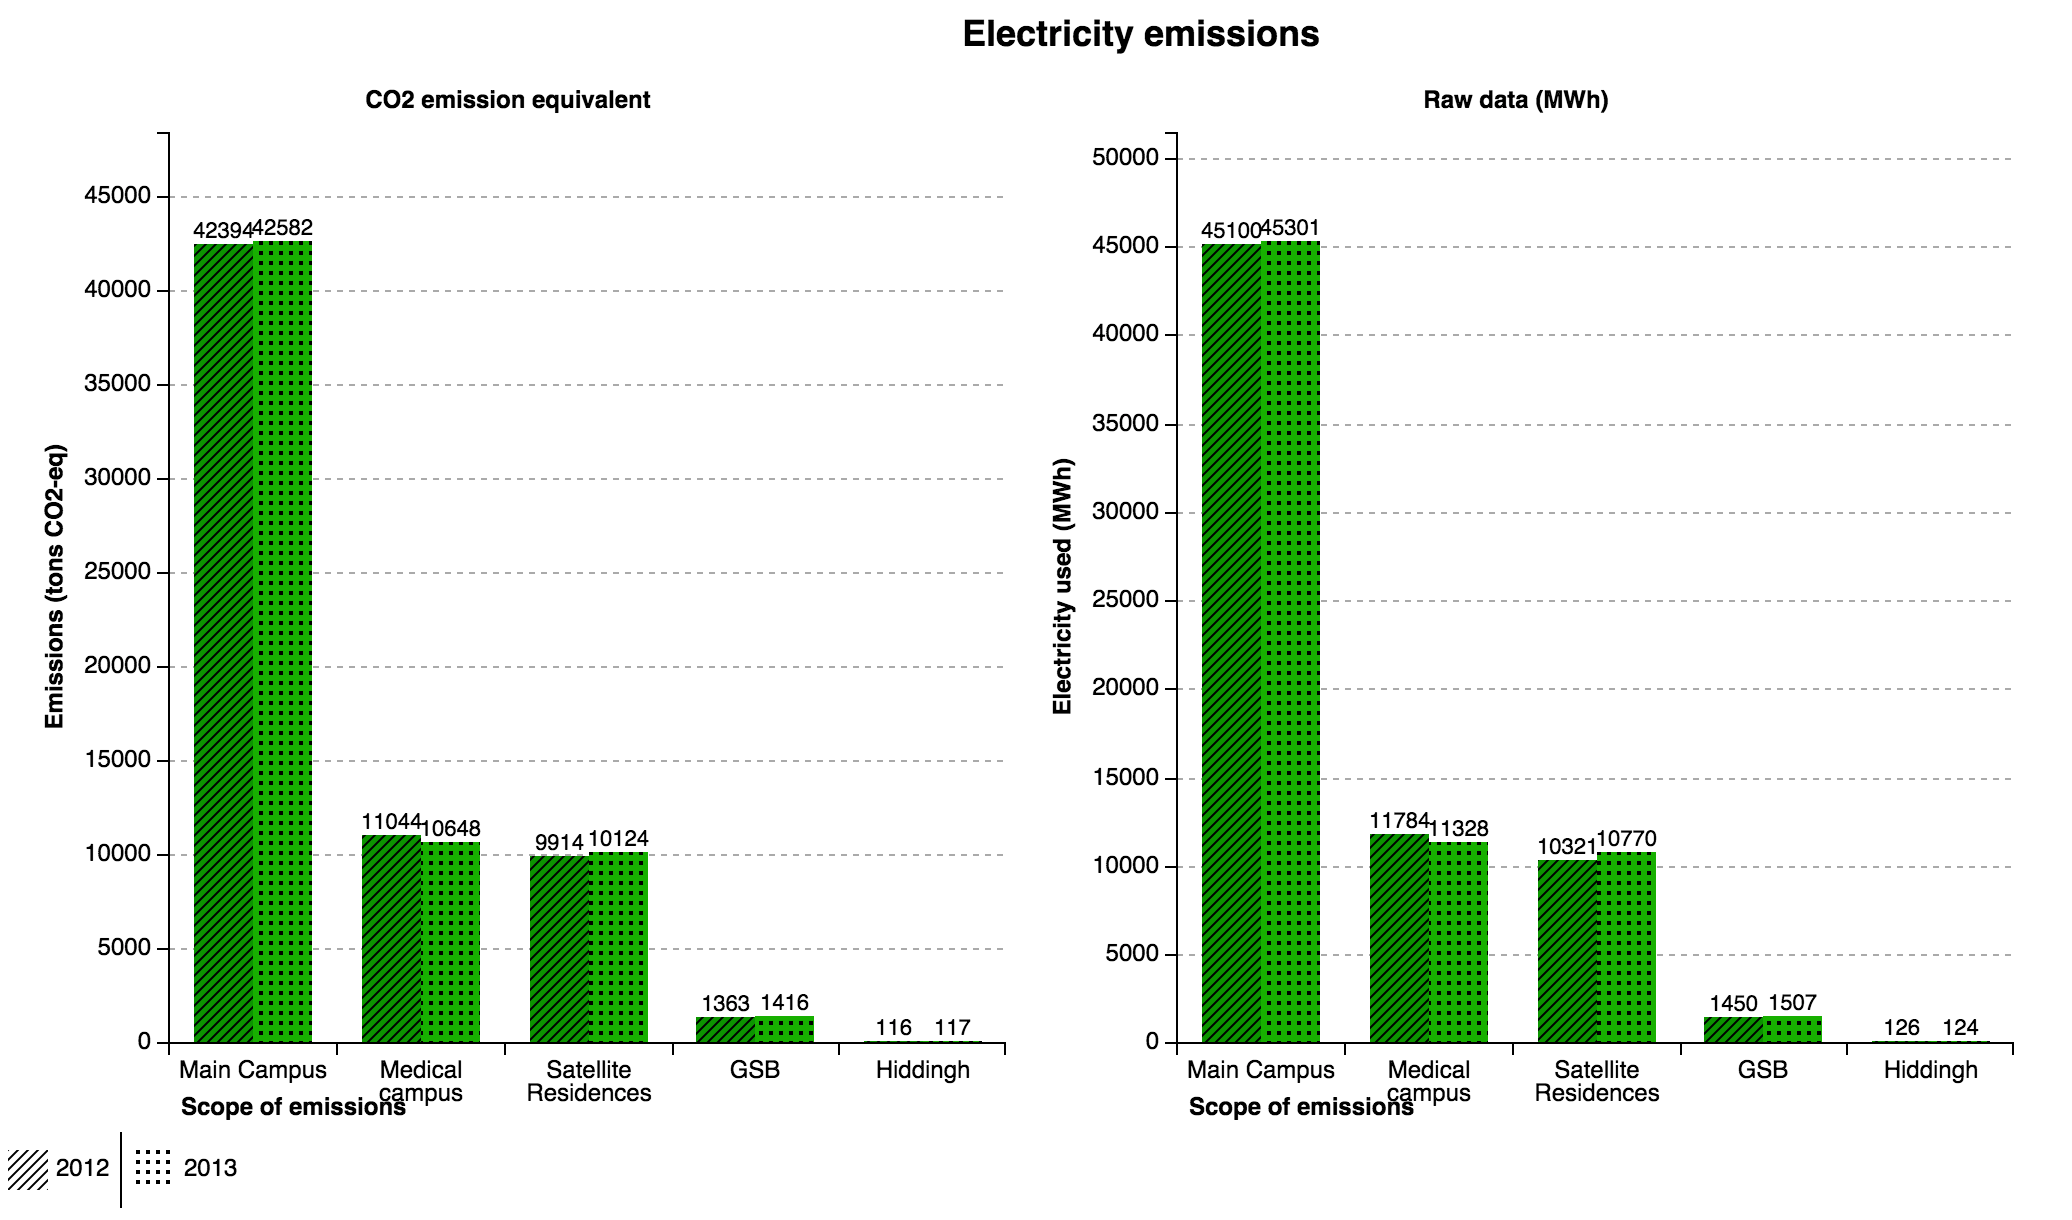 Electricity emissions
CO2 emission equivalent
Emissions (tons CO2-eq)
45000
40000
35000
30000
25000
20000
15000
10000
5000
0
42394 42582
11044 10648
9914 10124
1363 1416
116 117
Main Campus
Medical
campus
Satellite
Residences
GSB
Hiddingh
Scope of emissions
Raw data (MWh)
Electricity used (MWh)
50000
45000
40000
35000
30000
25000
20000
15000
10000
5000
0
45100 45301
11784 11328
10321 10770
1450 1507
126 124
Main Campus
Medical
campus
Satellite
Residences
GSB
Hiddingh
Scope of emissions
2012
2013